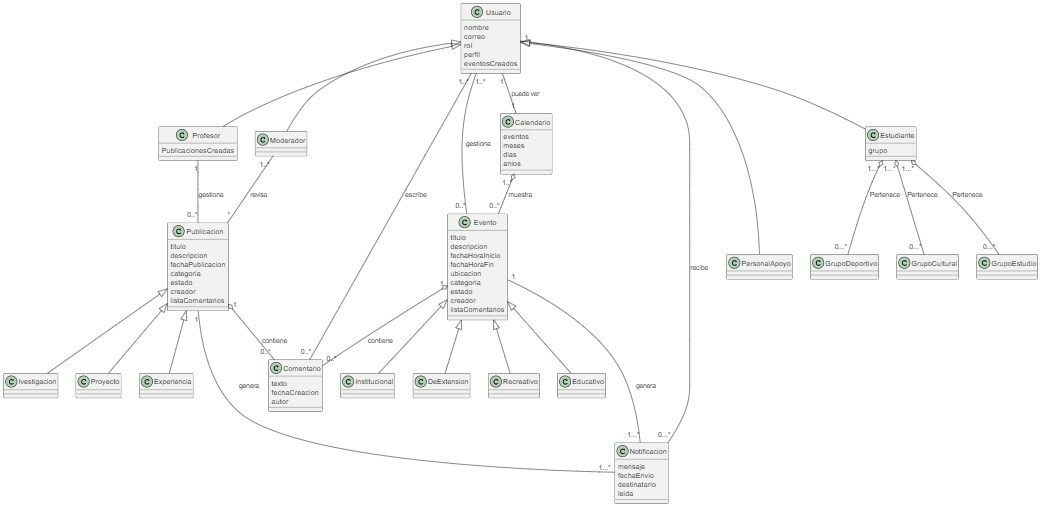 C Usuario
nombre
correo
rol
perfil
eventosCreados
1..*
1..*
1
1
puede ver
1
C Profesor
PublicacionesCreadas
C Moderador
C Calendario
eventos
meses
dias
anios
C Estudiante
grupo
1
gestiona
0..*
1..*
revisa
*
escribe
gestiona
0..*
1..*
muestra
0..*
1...*
1...*
1...*
Pertenece
Pertenece
Pertenece
0...*
0...*
0...*
C Publicacion
titulo
descripcion
fechaPublicacion
categoria
estado
creador
listaComentarios
C Evento
titulo
descripcion
fechaHoraInicio
fechaHoraFin
ubicacion
categoria
estado
creador
listaComentarios
recibe
C PersonalApoyo
C GrupoDeportivo
C GrupoCultural
C GrupoEstudio
1
1
contiene
0..*
0..*
1
contiene
0..*
1
C Ivestigacion
C Proyecto
C Experiencia
C Comentario
texto
fechaCreacion
autor
C Institucional
C DeExtension
C Recreativo
C Educativo
genera
genera
1...*
1...*
0...*
C Notificacion
mensaje
fechaEnvio
destinatario
leida